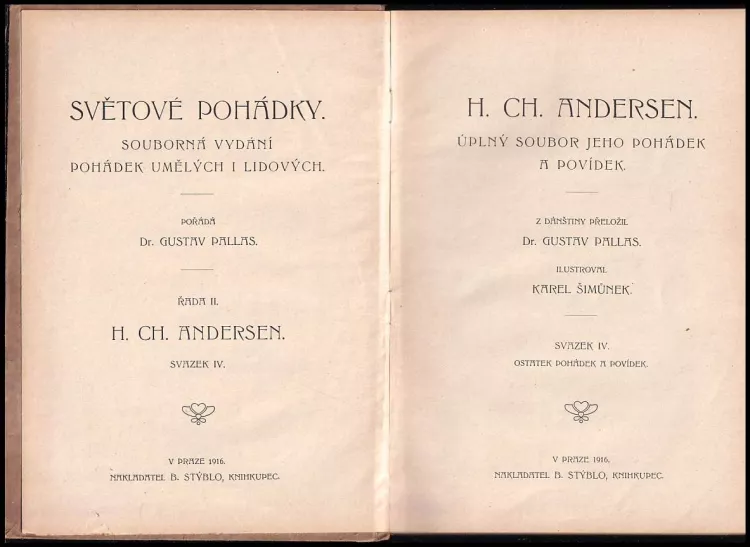 SVĚTOVÉ POHÁDKY.
SOUBORNÁ VYDÁNÍ
POHÁDEK UMĚLÝCH I LIDOVÝCH.
POŘÁDÁ
Dr. GUSTAV PALLAS.
ŘADA II.
H. CH. ANDERSEN.
SVAZEK IV.
V PRAZE 1916.
NAKLADATEL B. STÝBLO, KNIHKUPEC.
H. CH. ANDERSEN.
ÚPLNÝ SOUBOR JEHO POHÁDEK
A POVÍDEK.
Z DÁNŠTINY PŘELOŽIL
Dr. GUSTAV PALLAS.
ILUSTROVAL
KAREL ŠIMŮNEK.
SVAZEK IV.
OSTATEK POHÁDEK A POVÍDEK.
V PRAZE 1916.
NAKLADATEL B. STÝBLO, KNIHKUPEC.